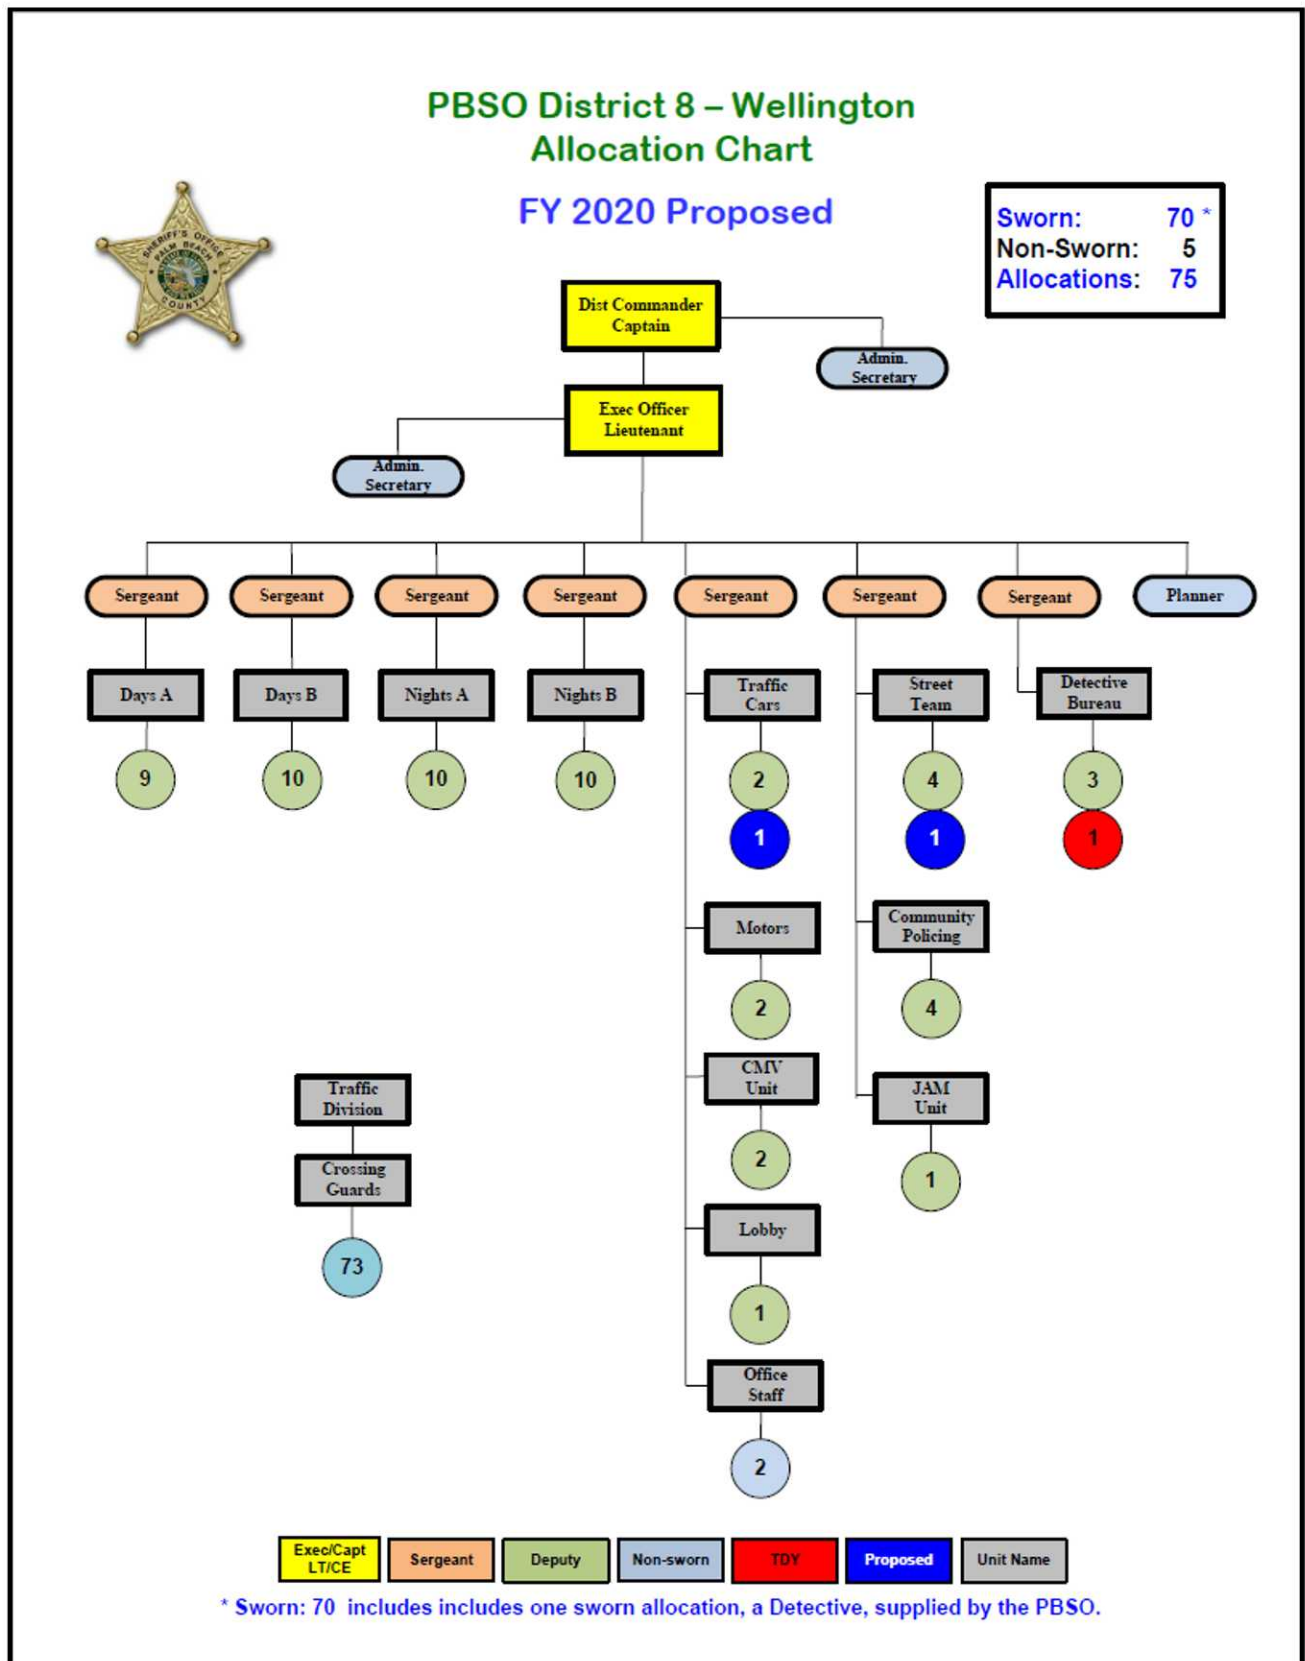 PBSO District 8 – Wellington
Allocation Chart
FY 2020 Proposed
SHERIFF'S OFFICE
PALM BEACH
COUNTY
Sworn: 70 *
Non-Sworn: 5
Allocations: 75
Dist Commander
Captain
Admin.
Secretary
Exec Officer
Lieutenant
Admin.
Secretary
Sergeant
Sergeant
Sergeant
Sergeant
Sergeant
Sergeant
Sergeant
Planner
Days A
Days B
Nights A
Nights B
Traffic
Cars
Street
Team
Detective
Bureau
9
10
10
10
2
4
3
1
1
1
Motors
Community
Policing
2
4
CMV
Unit
Traffic
Division
JAM
Unit
2
Crossing
Guards
1
Lobby
73
1
Office
Staff
2
Exec/Capt
LT/CE
Sergeant
Deputy
Non-sworn
TDY
Proposed
Unit Name
* Sworn: 70 includes includes one sworn allocation, a Detective, supplied by the PBSO.